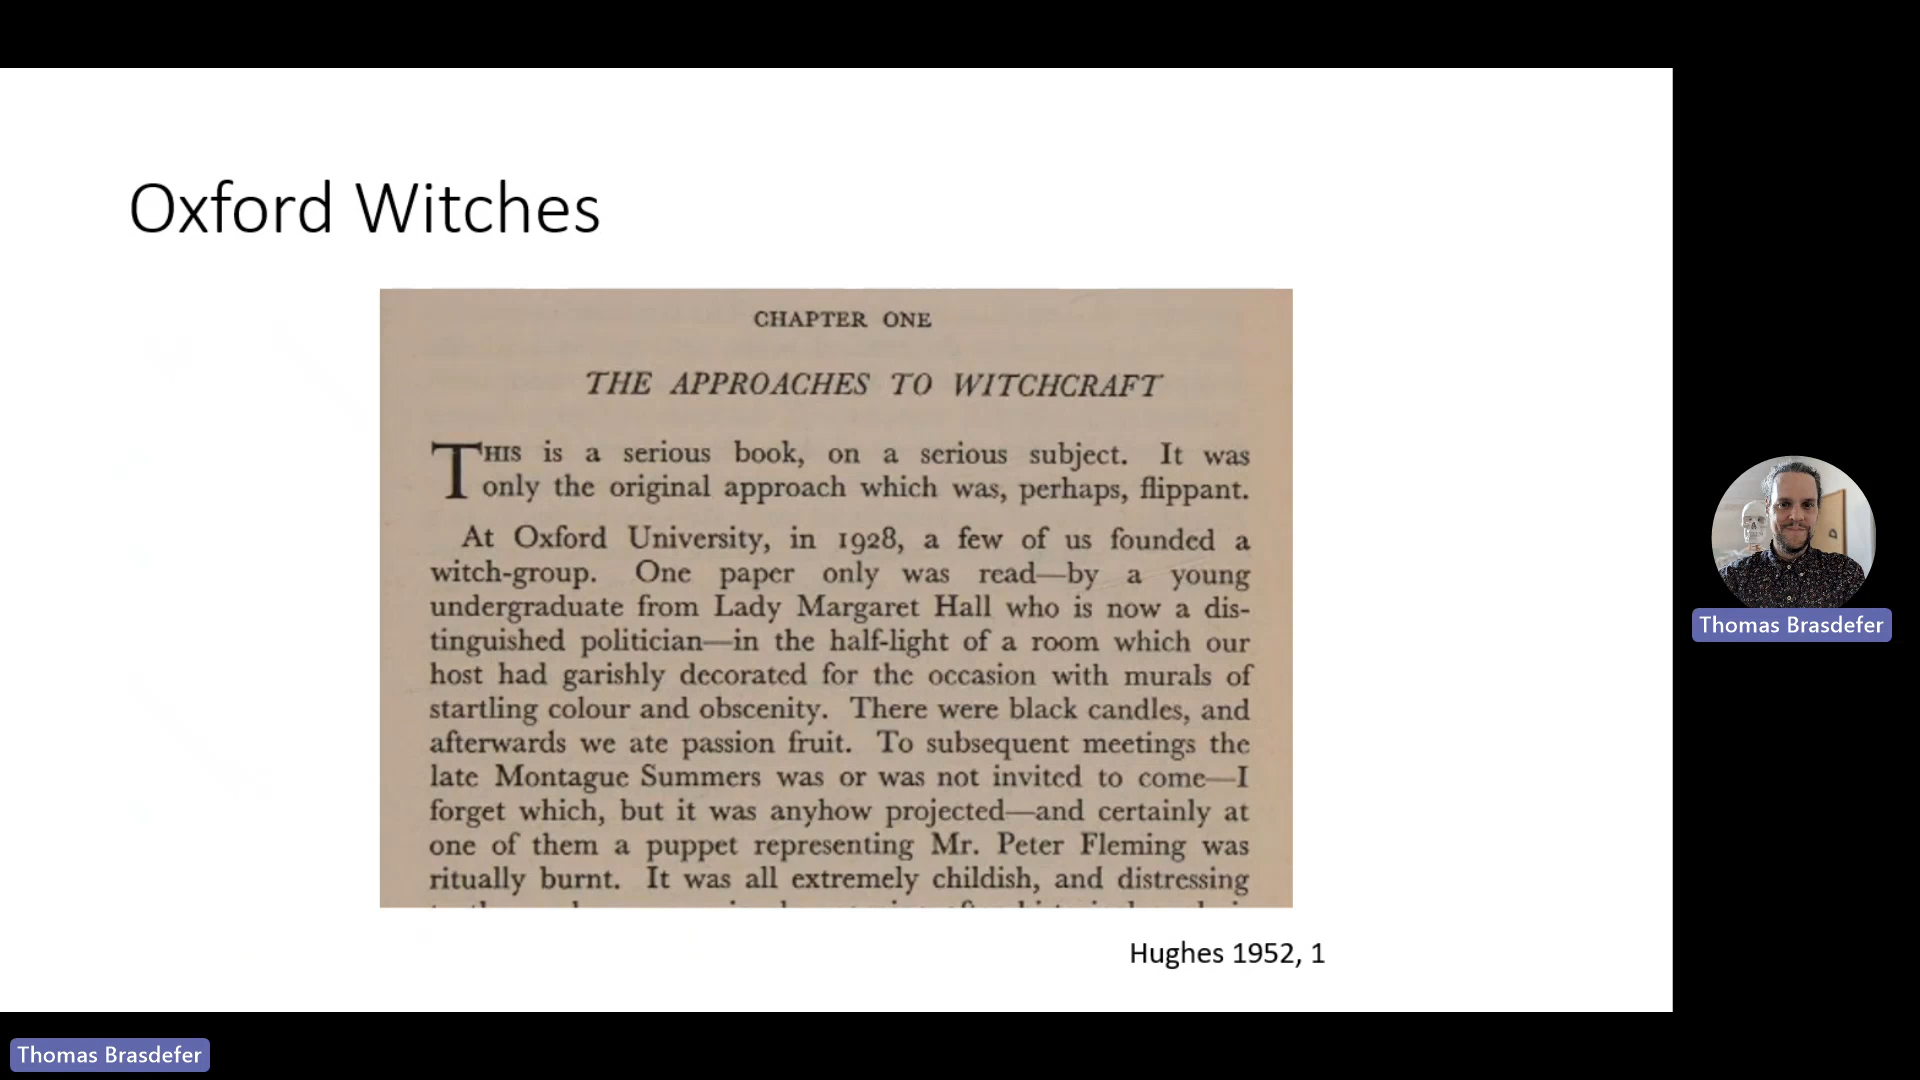 Oxford Witches
CHAPTER ONE
THE APPROACHES TO WITCHCRAFT
THIS is a serious book, on a serious subject. It was
only the original approach which was, perhaps, flippant.
At Oxford University, in 1928, a few of us founded a
witch-group. One paper only was read—by a young
undergraduate from Lady Margaret Hall who is now a dis-
tinguished politician—in the half-light of a room which our
host had garishly decorated for the occasion with murals of
startling colour and obscenity. There were black candles, and
afterwards we ate passion fruit. To subsequent meetings the
late Montague Summers was or was not invited to come—I
forget which, but it was anyhow projected—and certainly at
one of them a puppet representing Mr. Peter Fleming was
ritually burnt. It was all extremely childish, and distressing
Hughes 1952, 1
Thomas Brasdefer
Thomas Brasdefer